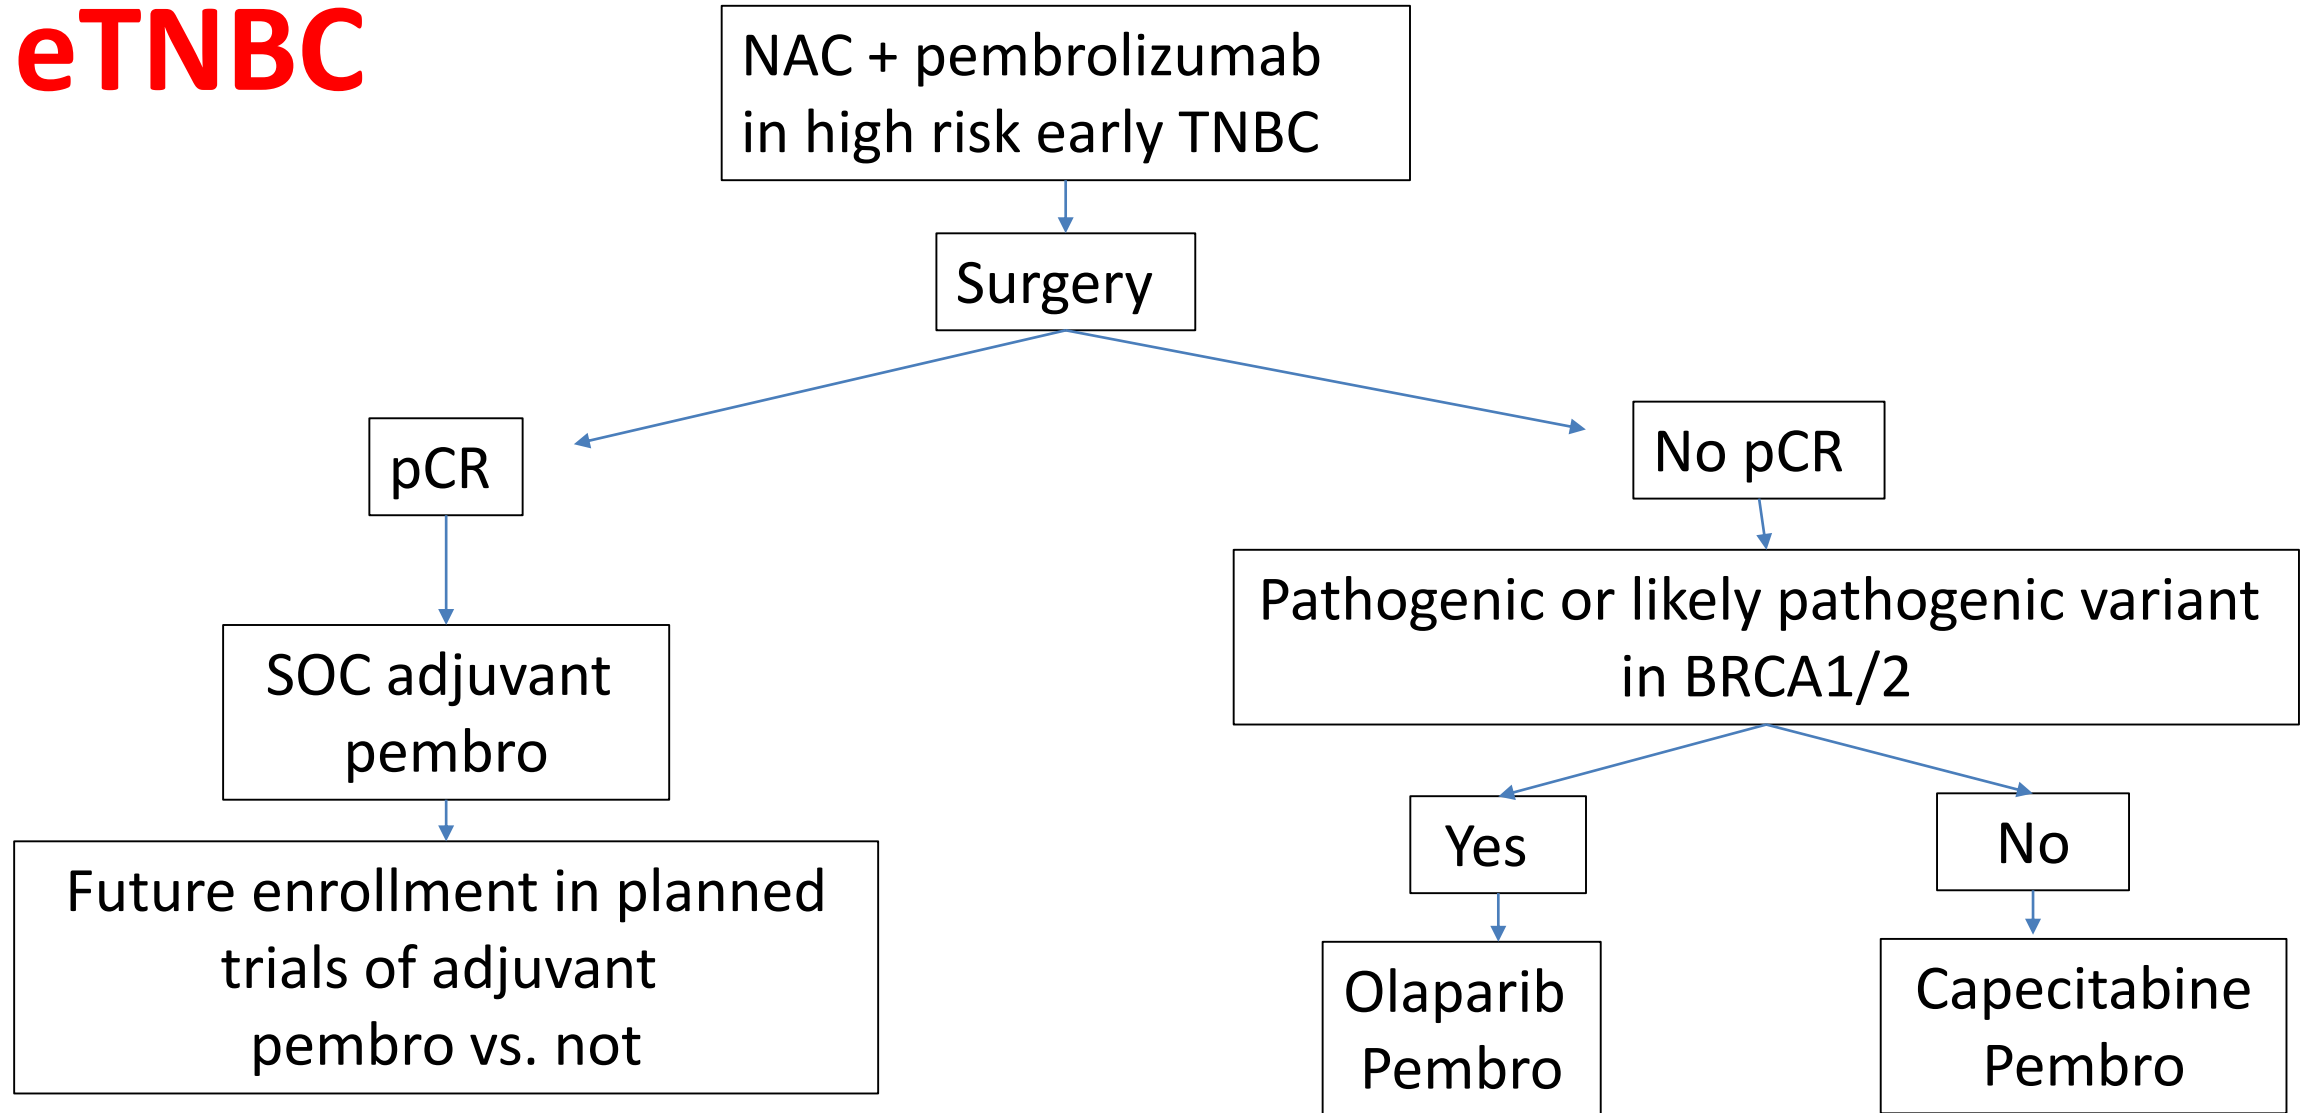 eTNBC
NAC + pembrolizumab
in high risk early TNBC
Surgery
pCR
No pCR
SOC adjuvant
pembro
Pathogenic or likely pathogenic variant
in BRCA1/2
Future enrollment in planned
trials of adjuvant
pembro vs. not
Yes
No
Olaparib
Pembro
Capecitabine
Pembro